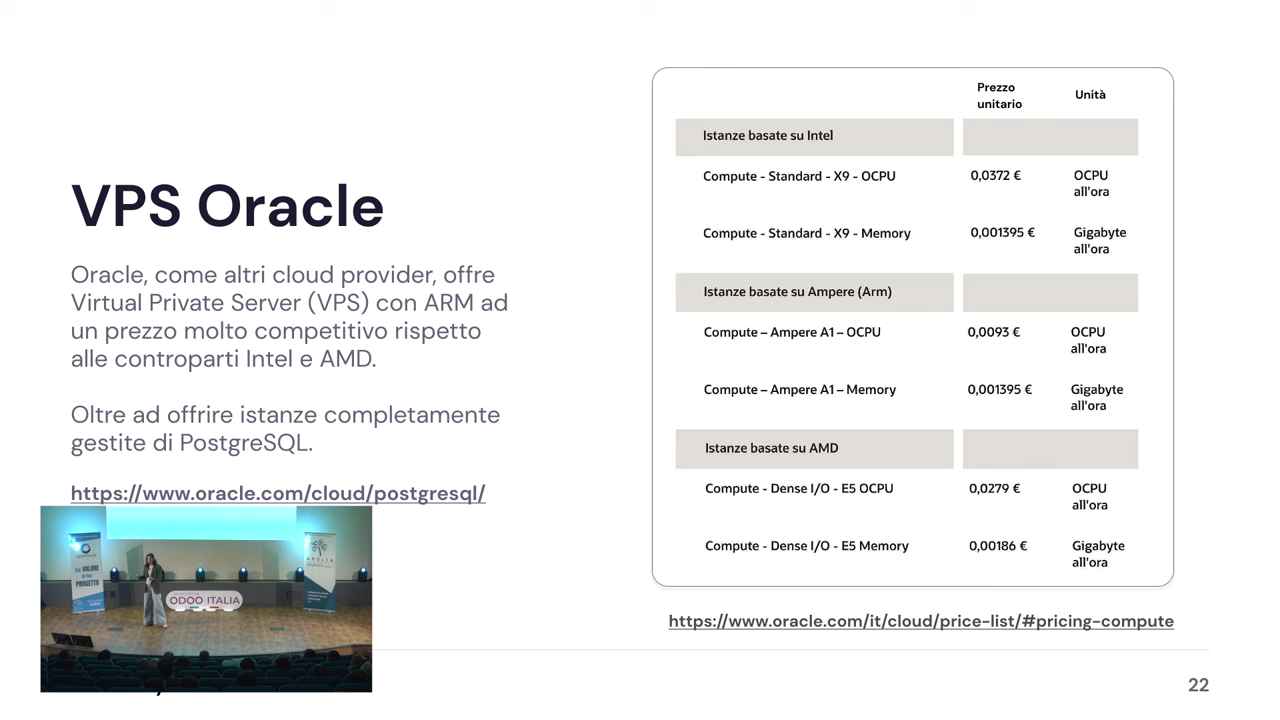 VPS Oracle
Oracle, come altri cloud provider, offre
Virtual Private Server (VPS) con ARM ad
un prezzo molto competitivo rispetto
alle controparti Intel e AMD.
Oltre ad offrire istanze completamente
gestite di PostgreSQL.
https://www.oracle.com/cloud/postgresql/
Prezzo
unitario
Unità
Istanze basate su Intel
Compute - Standard - X9 - OCPU
0,0372 €
OCPU
all'ora
Compute - Standard - X9 - Memory
0,001395 €
Gigabyte
all'ora
Istanze basate su Ampere (Arm)
Compute – Ampere A1 – OCPU
0,0093 €
OCPU
all'ora
Compute – Ampere A1 – Memory
0,001395 €
Gigabyte
all'ora
Istanze basate su AMD
Compute - Dense I/O - E5 OCPU
0,0279 €
OCPU
all'ora
Compute - Dense I/O - E5 Memory
0,00186 €
Gigabyte
all'ora
https://www.oracle.com/it/cloud/price-list/#pricing-compute
VALORE
PROGETTO
ODOO ITALIA
22